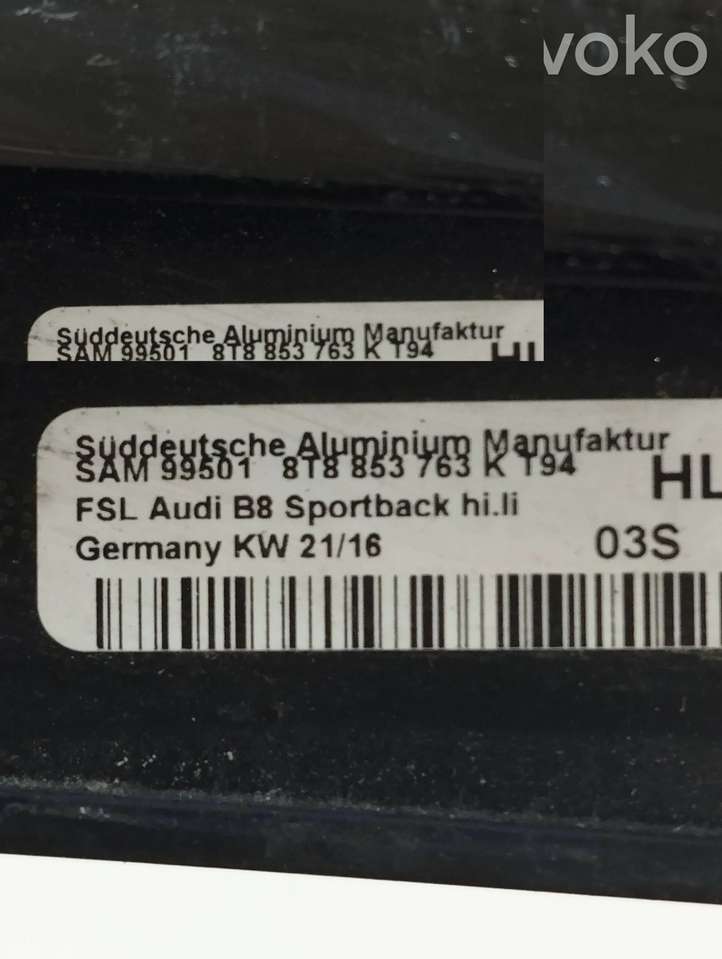 voko
Süddeutsche Aluminium Manufaktur
SAM 99501 8T8 853 763 K T94
HL
Süddeutsche Aluminium Manufaktur
SAM 99501 8T8 853 763 K T94
HL
FSL Audi B8 Sportback hi.li
Germany KW 21/16
03S